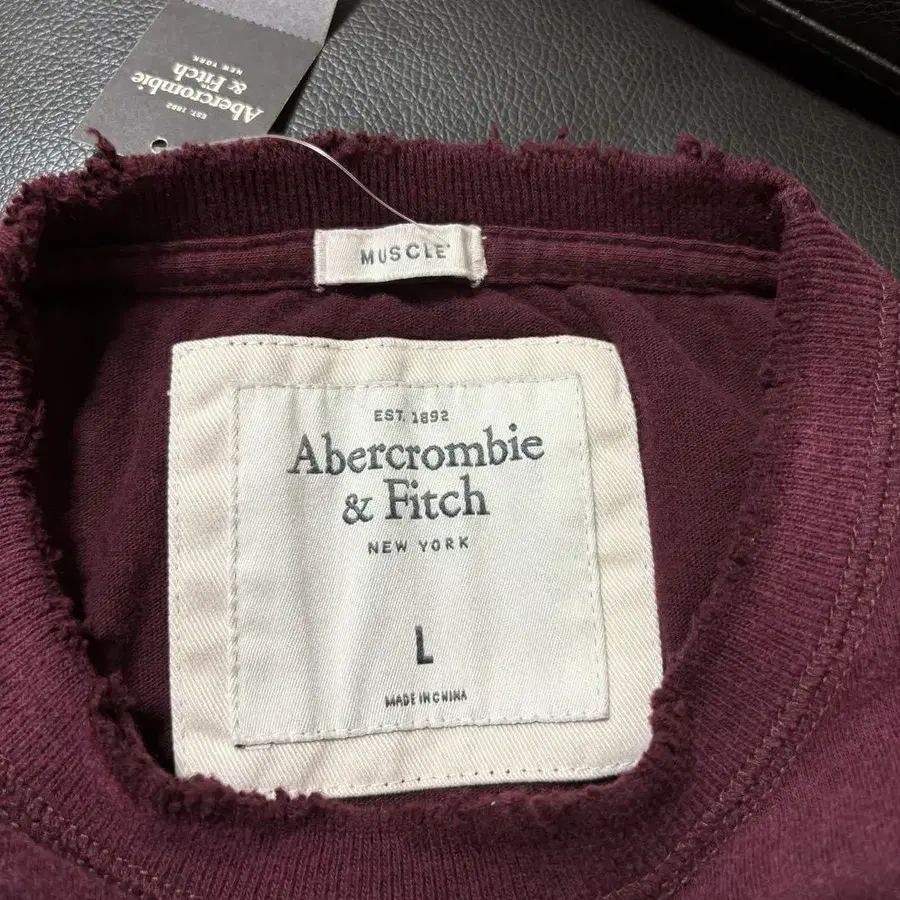 EST. 1892
Abercrombie
& Fitch
NEW YORK
MUSCLE
EST. 1892
Abercrombie
& Fitch
NEW YORK
L
MADE IN CHINA